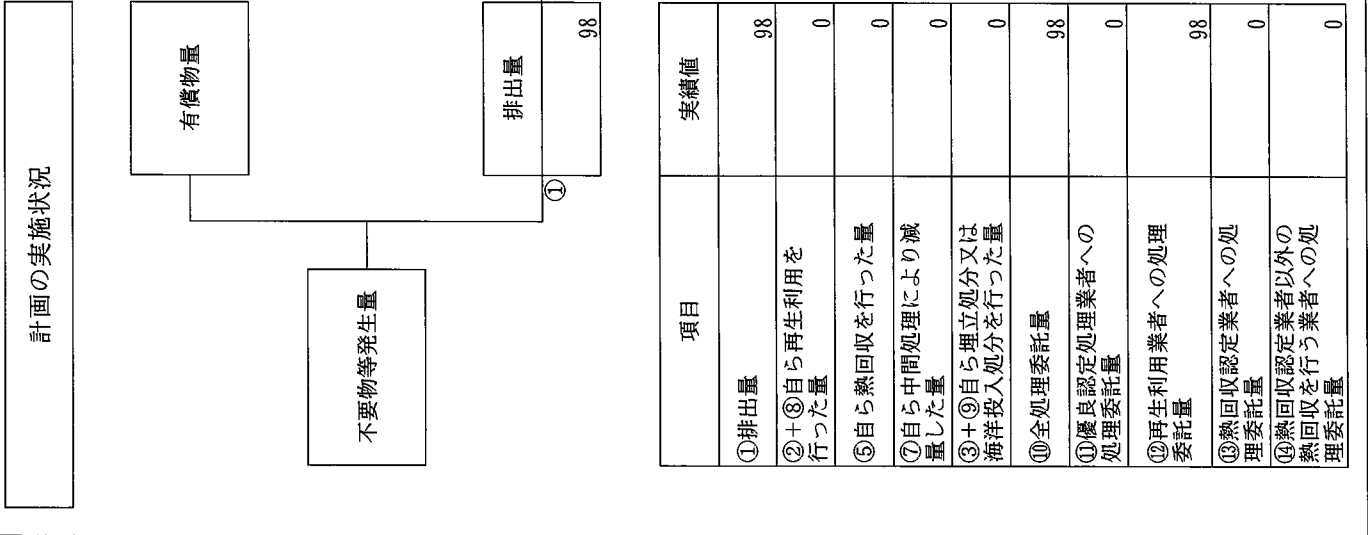 計画の実施状況
有償物量
不要物等発生量
排出量
①
98
項目
実績値
①排出量
98
②+⑧自ら再生利用を
行った量
0
⑤自ら熱回収を行った量
0
⑦自ら中間処理により減
量した量
0
③+⑨自ら埋立処分又は
海洋投入処分を行った量
0
⑩全処理委託量
98
⑪優良認定処理業者への
処理委託量
0
⑫再生利用業者への処理
委託量
98
⑬熱回収認定業者への処
理委託量
0
⑭熱回収認定業者以外の
熱回収を行う業者への処
理委託量
0